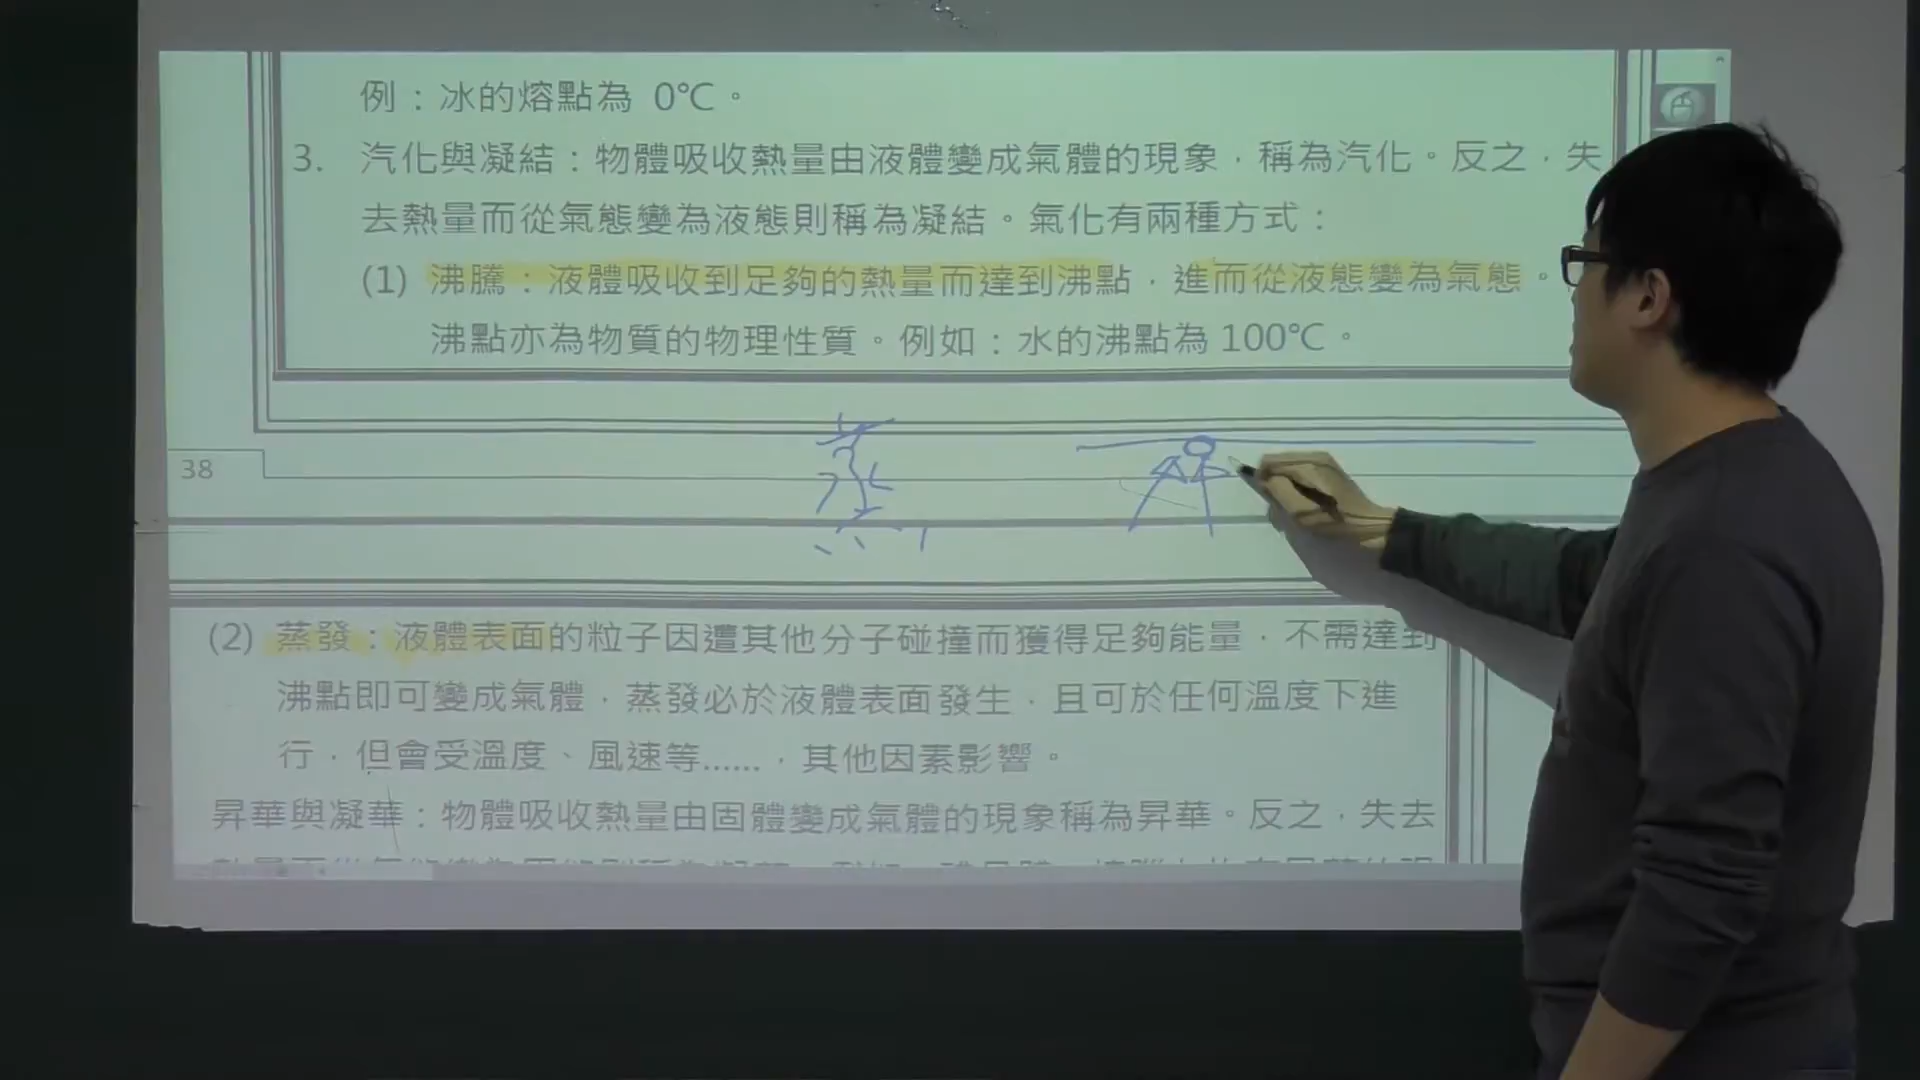 例：冰的熔點為 0℃。
3. 汽化與凝結：物體吸收熱量由液體變成氣體的現象，稱為汽化。反之，失
去熱量而從氣態變為液態則稱為凝結。氣化有兩種方式：
(1) 沸騰：液體吸收到足夠的熱量而達到沸點，進而從液態變為氣態。
沸點亦為物質的物理性質。例如：水的沸點為100℃。
蒸
38
(2) 蒸發：液體表面的粒子因遭其他分子碰撞而獲得足夠能量，不需達到
沸點即可變成氣體，蒸發必於液體表面發生，且可於任何溫度下進
行，但會受溫度、風速等......，其他因素影響。
昇華與凝華：物體吸收熱量由固體變成氣體的現象稱為昇華。反之，失去